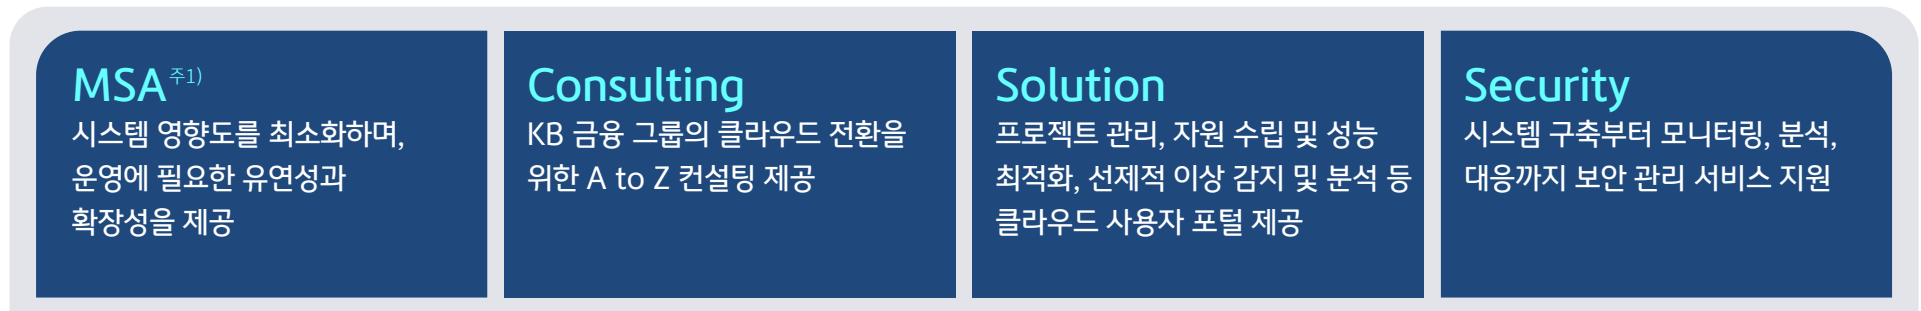 MSA주1)
시스템 영향도를 최소화하며,
운영에 필요한 유연성과
확장성을 제공
Consulting
KB 금융 그룹의 클라우드 전환을
위한 A to Z 컨설팅 제공
Solution
프로젝트 관리, 자원 수립 및 성능
최적화, 선제적 이상 감지 및 분석 등
클라우드 사용자 포털 제공
Security
시스템 구축부터 모니터링, 분석,
대응까지 보안 관리 서비스 지원